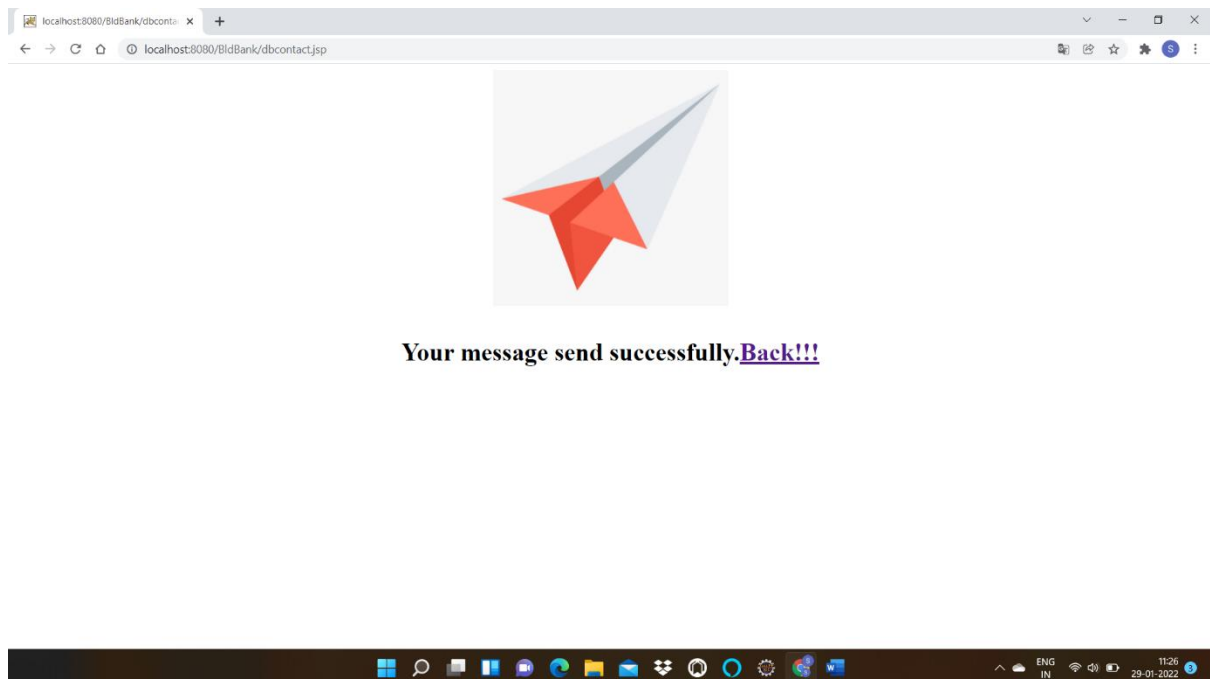 localhost:8080/BldBank/dbconta
localhost:8080/BldBank/dbcontact.jsp
S
Your message send successfully.Back!!!
W
ENG
IN
11:26
29-01-2022
3